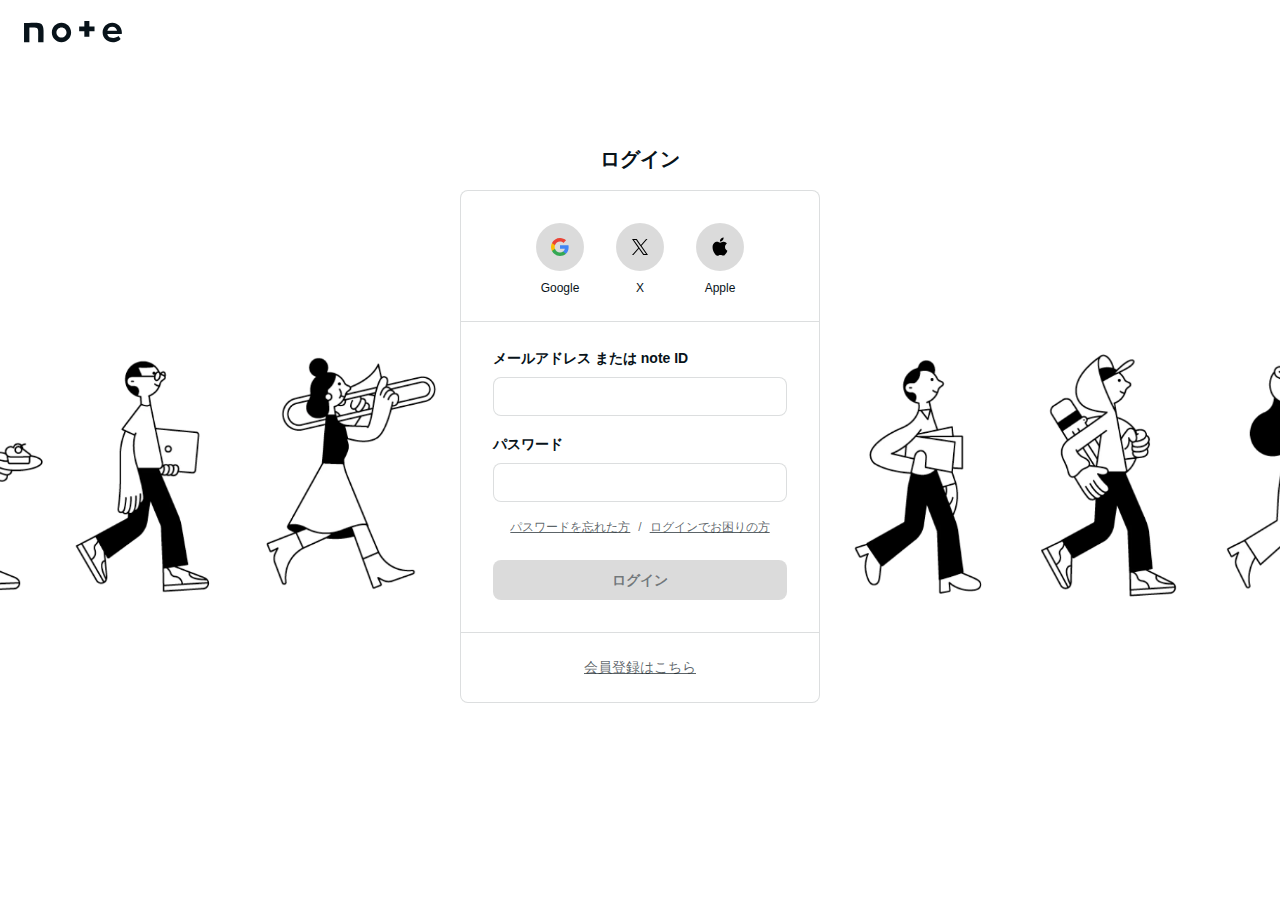 note
ログイン
Google
X
Apple
メールアドレス または note ID
パスワード
パスワードを忘れた方 / ログインでお困りの方
ログイン
会員登録はこちら